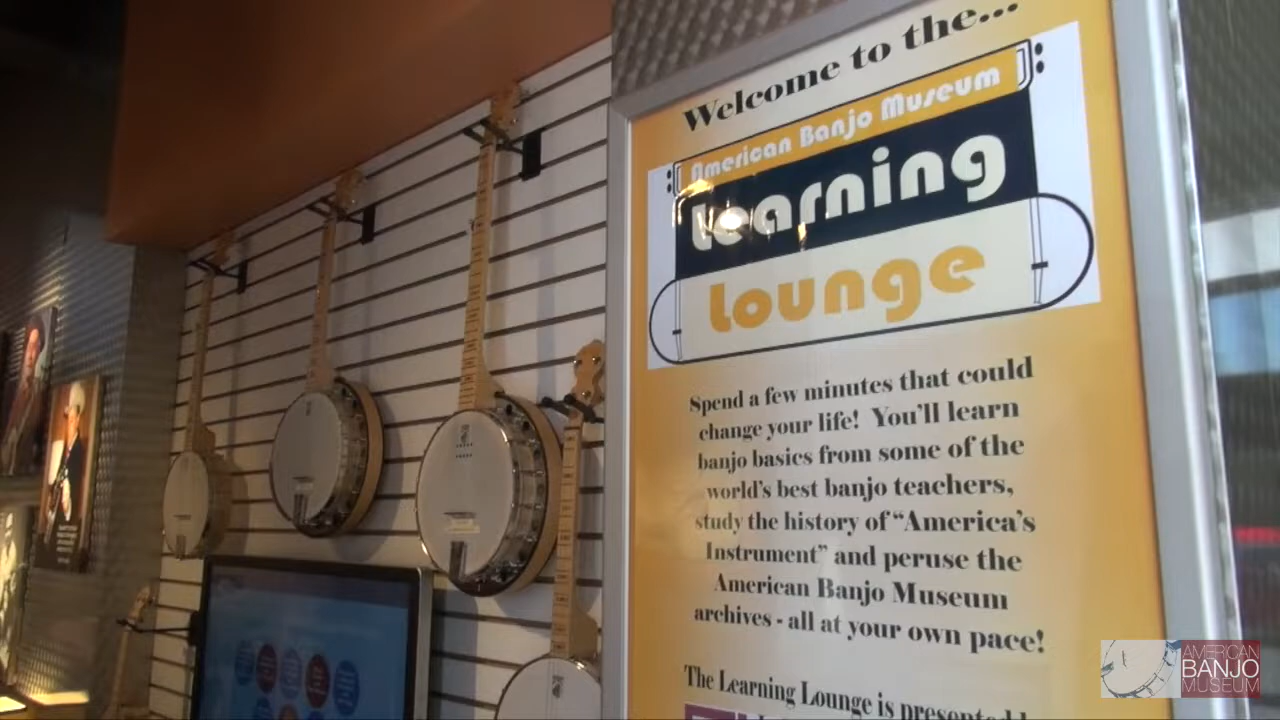 Welcome to the...
American Banjo Museum
Learning
Lounge
Spend a few minutes that could
change your life! You'll learn
banjo basics from some of the
world's best banjo teachers,
study the history of "America's
Instrument" and peruse the
American Banjo Museum
archives - all at your own pace!
The Learning Lounge is presented
AMERICAN
BANJO
MUSEUM